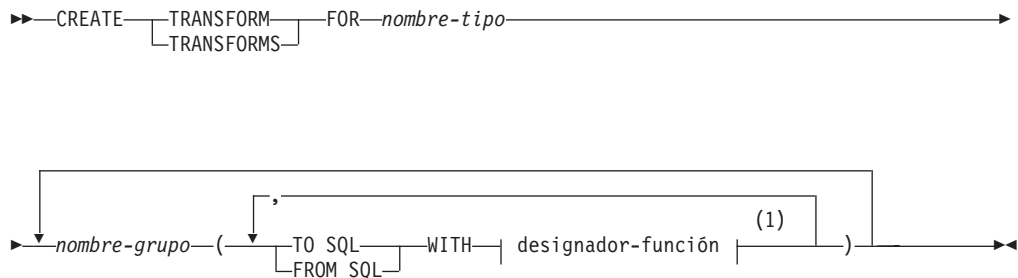 CREATE TRANSFORM FOR nombre-tipo
TRANSFORMS
,
(1)
nombre-grupo ( TO SQL WITH designador-función )
FROM SQL